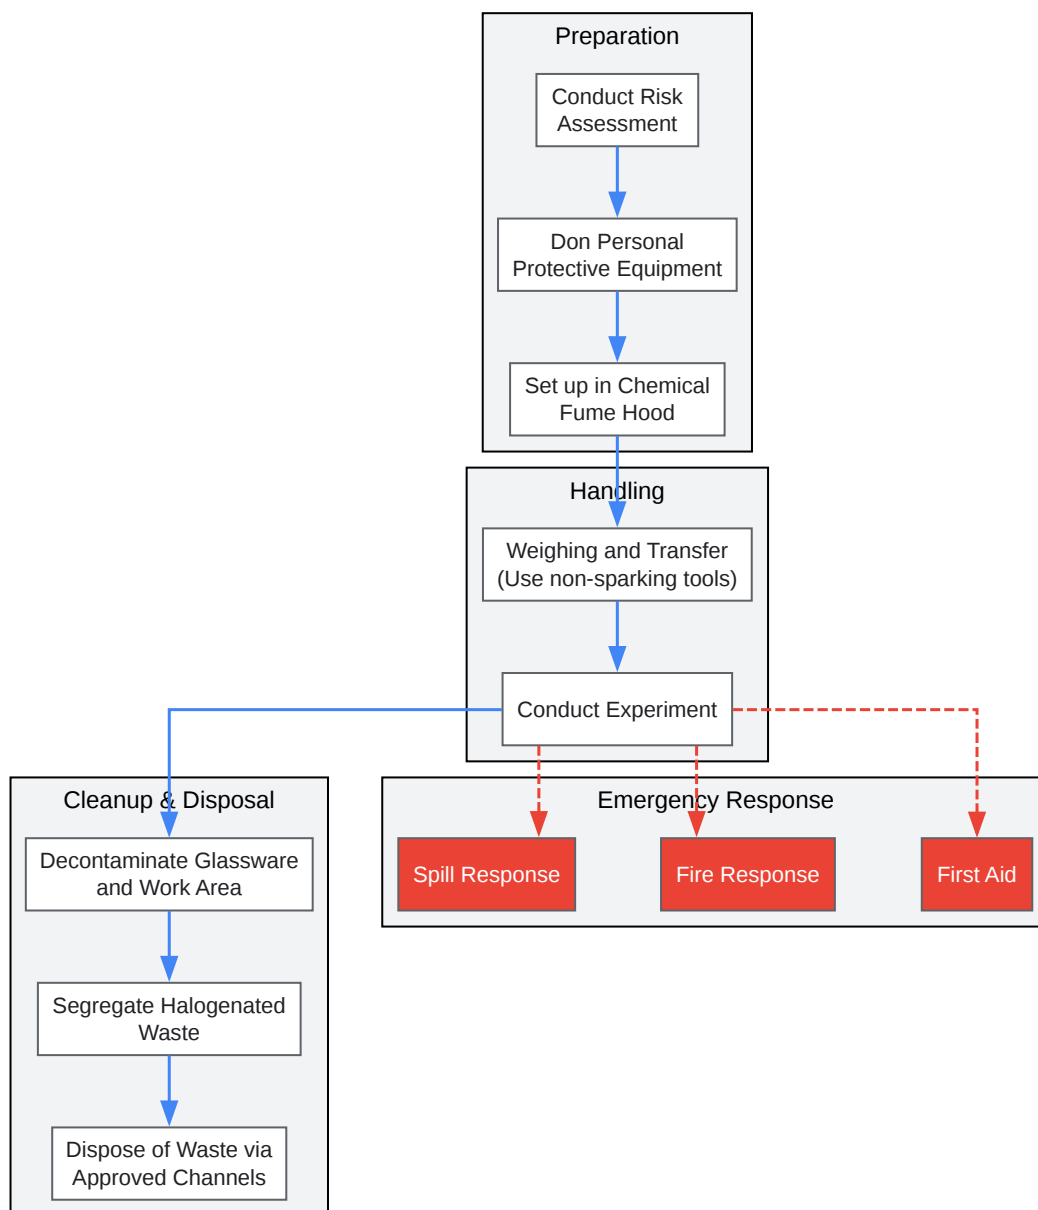 Preparation
Conduct Risk
Assessment
Don Personal
Protective Equipment
Set up in Chemical
Fume Hood
Handling
Weighing and Transfer
(Use non-sparking tools)
Conduct Experiment
Cleanup & Disposal
Decontaminate Glassware
and Work Area
Segregate Halogenated
Waste
Dispose of Waste via
Approved Channels
Emergency Response
Spill Response
Fire Response
First Aid